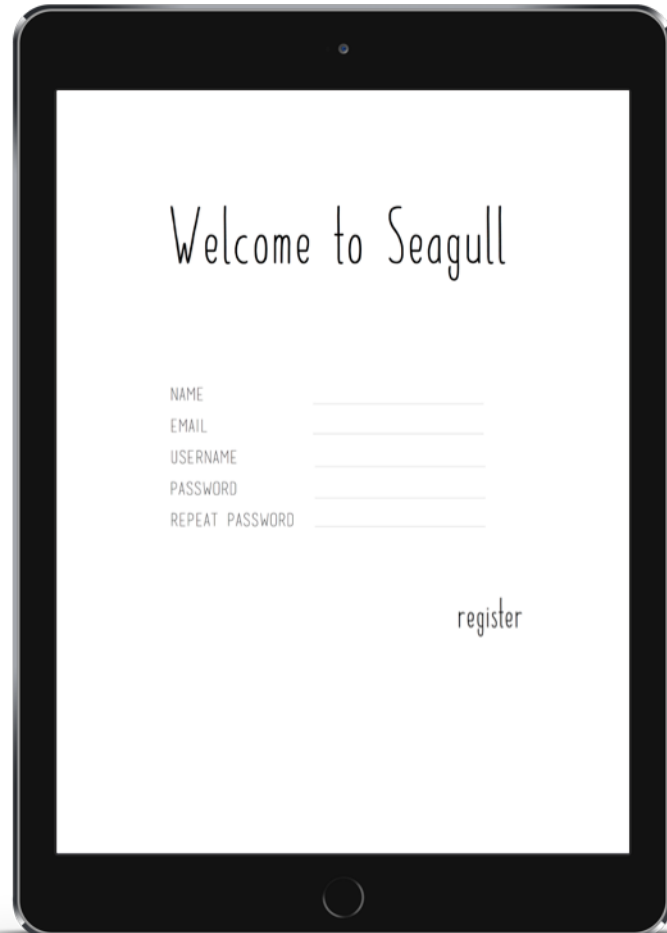 Welcome to Seagull
NAME
EMAIL
USERNAME
PASSWORD
REPEAT PASSWORD
register